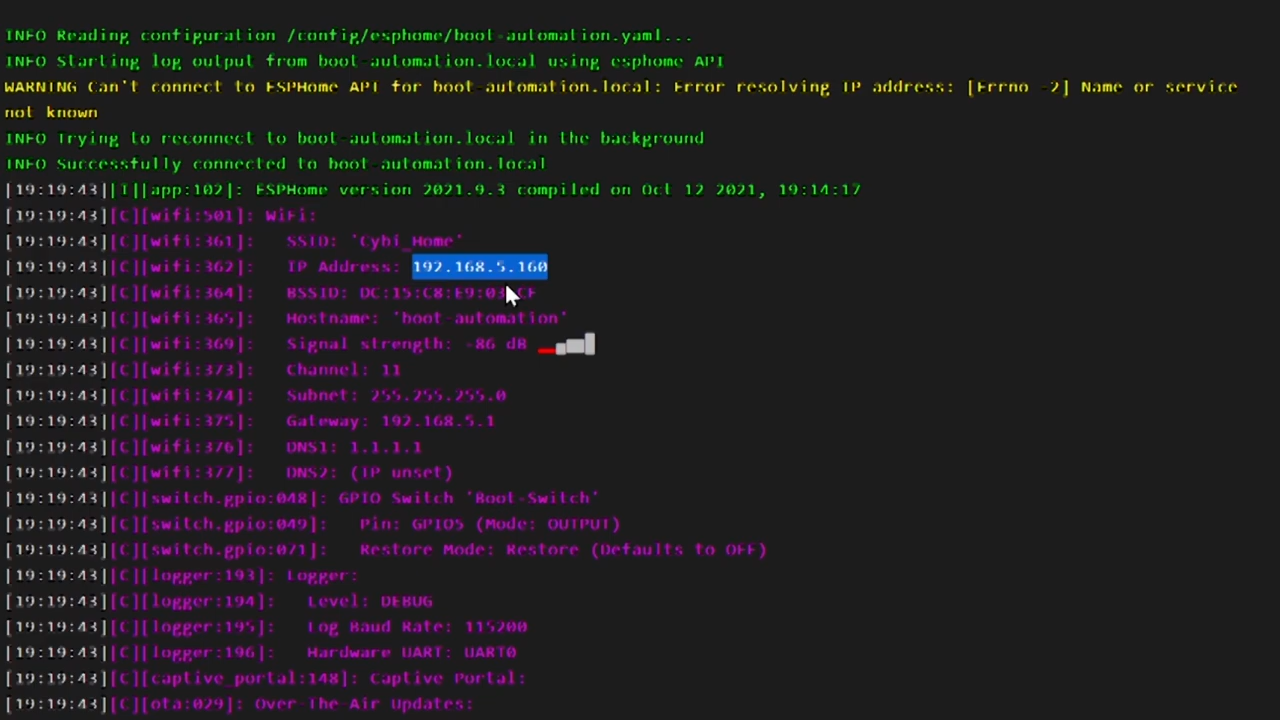 INFO Reading configuration /config/esphome/boot-automation.yaml...
INFO Starting log output from boot-automation.local using esphome API
WARNING Can't connect to ESPHome API for boot-automation.local: Error resolving IP address: [Errno -2] Name or service
not known
INFO Trying to reconnect to boot-automation.local in the background
INFO Successfully connected to boot-automation.local
[19:19:43][I][app:102]: ESPHome version 2021.9.3 compiled on Oct 12 2021, 19:14:17
[19:19:43][C][wifi:501]: WiFi:
[19:19:43][C][wifi:361]:   SSID: 'Cybi_Home'
[19:19:43][C][wifi:362]:   IP Address: 192.168.5.160
[19:19:43][C][wifi:364]:   BSSID: DC:15:C8:E9:03:CF
[19:19:43][C][wifi:365]:   Hostname: 'boot-automation'
[19:19:43][C][wifi:369]:   Signal strength: -86 dB
[19:19:43][C][wifi:373]:   Channel: 11
[19:19:43][C][wifi:374]:   Subnet: 255.255.255.0
[19:19:43][C][wifi:375]:   Gateway: 192.168.5.1
[19:19:43][C][wifi:376]:   DNS1: 1.1.1.1
[19:19:43][C][wifi:377]:   DNS2: (IP unset)
[19:19:43][C][switch.gpio:048]: GPIO Switch 'Boot-Switch'
[19:19:43][C][switch.gpio:049]:   Pin: GPIO5 (Mode: OUTPUT)
[19:19:43][C][switch.gpio:071]:   Restore Mode: Restore (Defaults to OFF)
[19:19:43][C][logger:193]: Logger:
[19:19:43][C][logger:194]:   Level: DEBUG
[19:19:43][C][logger:195]:   Log Baud Rate: 115200
[19:19:43][C][logger:196]:   Hardware UART: UART0
[19:19:43][C][captive_portal:148]: Captive Portal:
[19:19:43][C][ota:029]: Over-The-Air Updates: